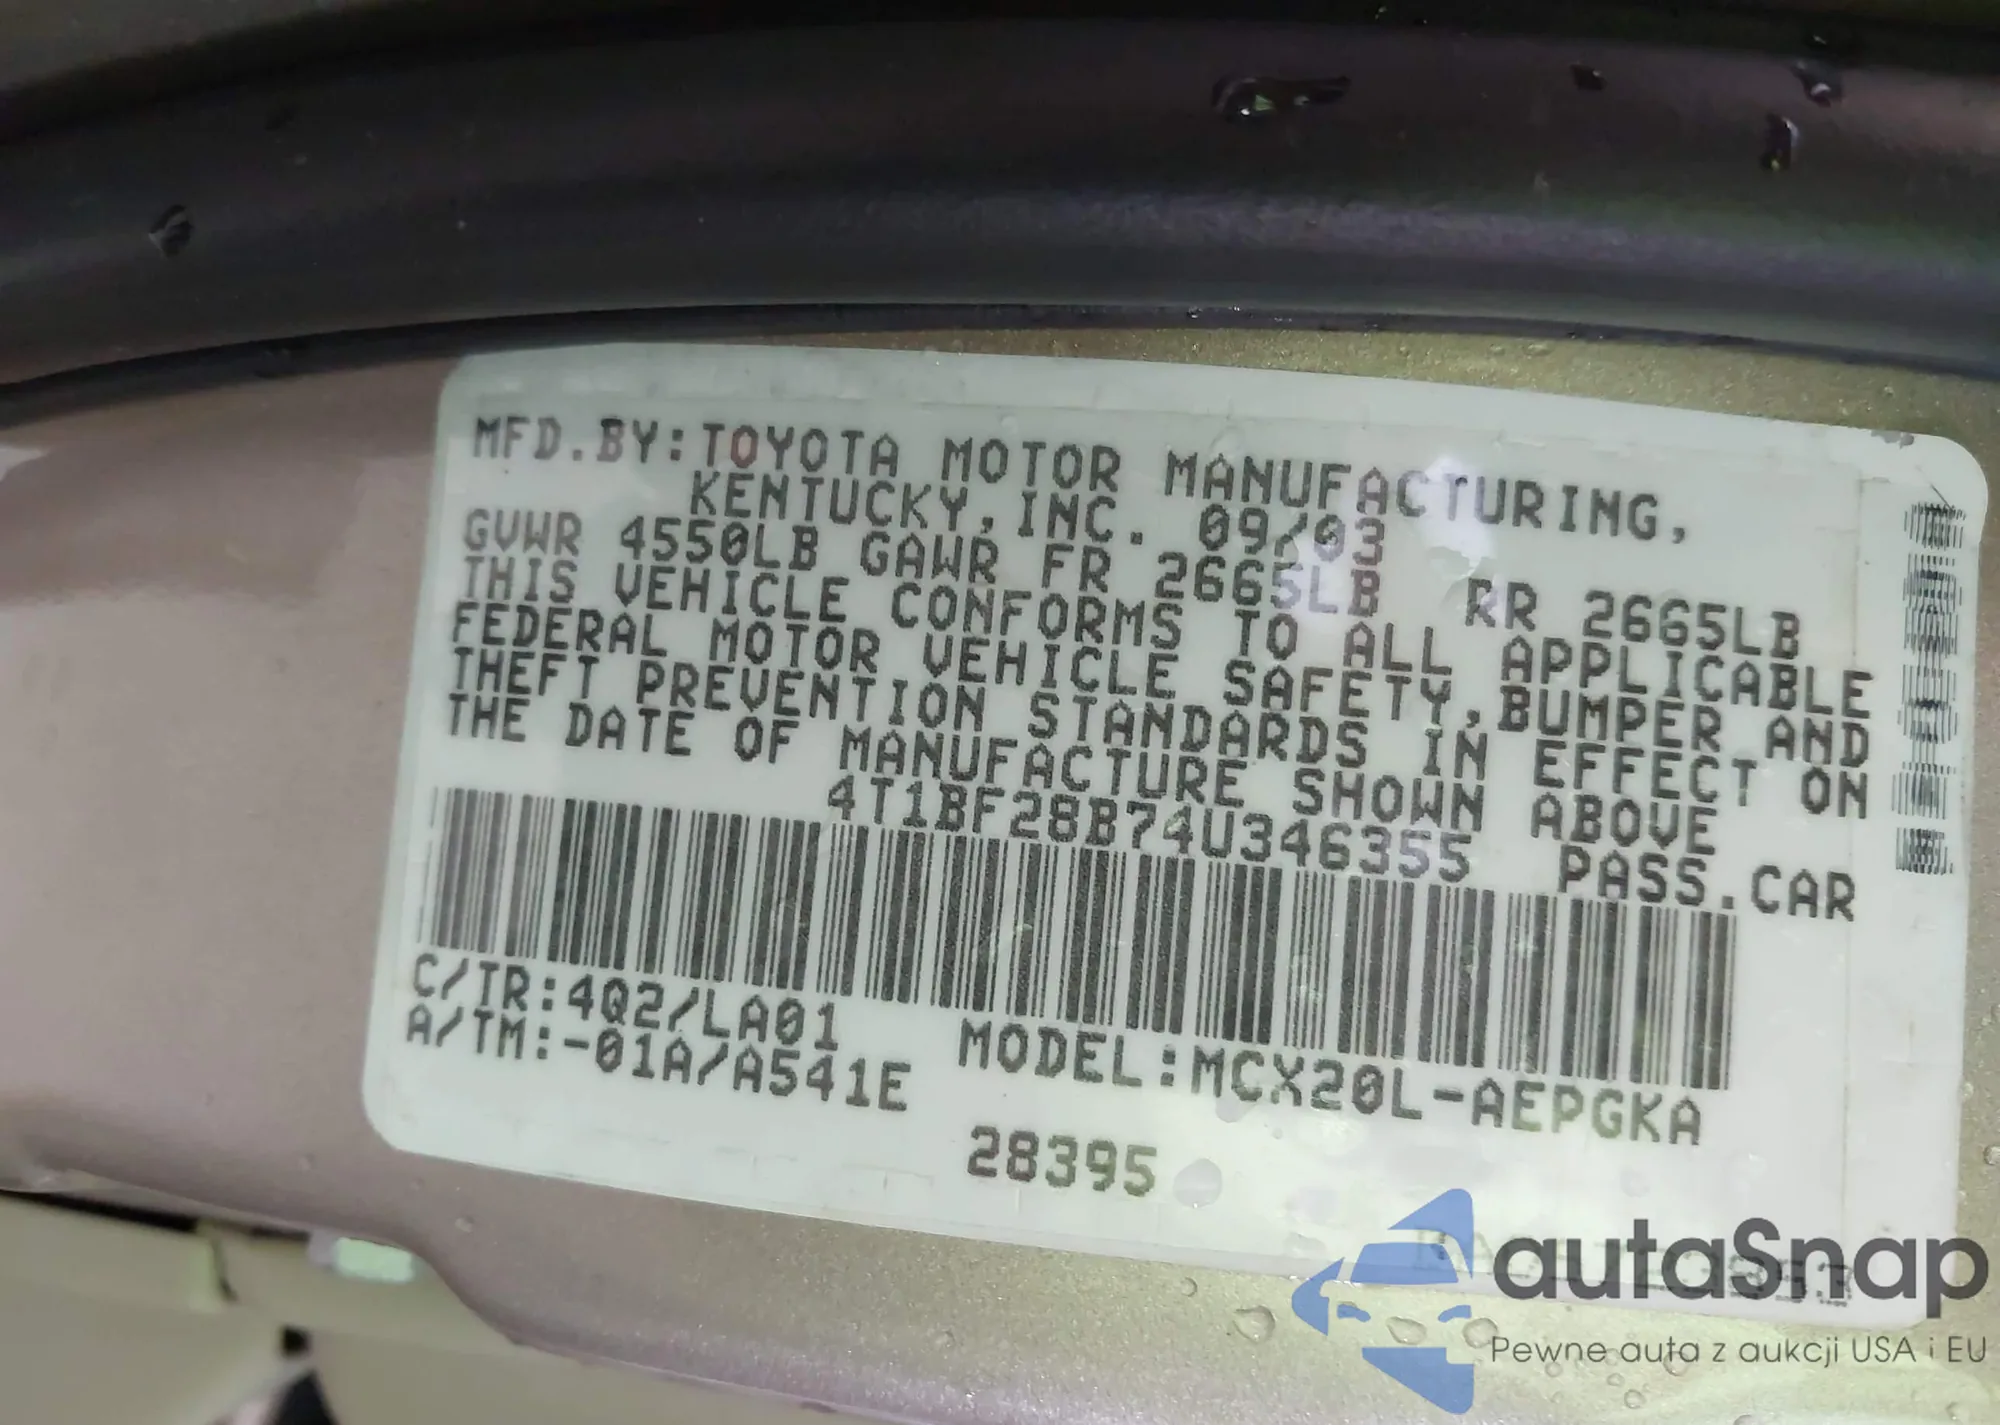 MFD.BY:TOYOTA MOTOR MANUFACTURING,
KENTUCKY,INC. 09/03
GVWR 4550LB GAWR FR 2665LB RR 2665LB
THIS VEHICLE CONFORMS TO ALL APPLICABLE
FEDERAL MOTOR VEHICLE SAFETY,BUMPER AND
THEFT PREVENTION STANDARDS IN EFFECT ON
THE DATE OF MANUFACTURE SHOWN ABOVE
4T1BF28B74U346355 PASS.CAR
C/TR:4Q2/LA01
A/TM:-01A/A541E
MODEL:MCX20L-AEPGKA
28395
autaSnap
Pewne auta z aukcji USA i EU